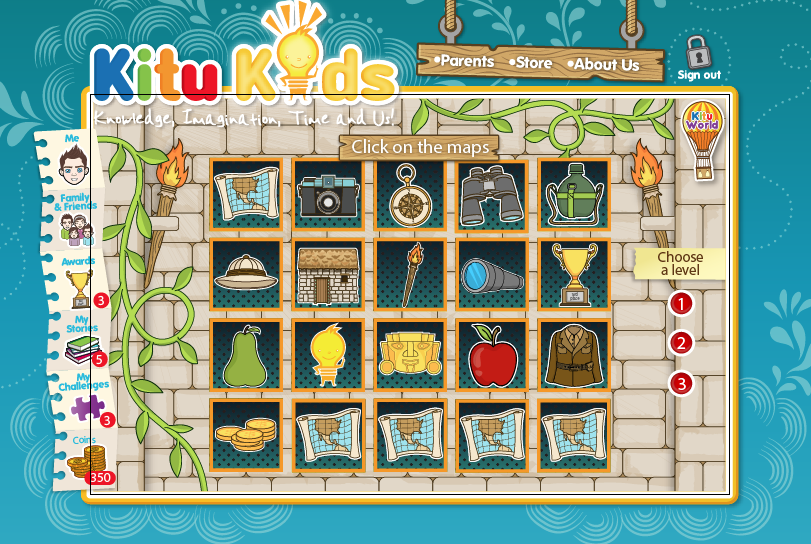 Kitu Kids
Knowledge, Imagination, Time and Us!
•Parents •Store •About Us
Sign out
Kitu
World
Click on the maps
Me
Family
& Friends
Awards
3
My
Stories
5
My
Challenges
3
Coins
350
Choose
a level
1
2
3